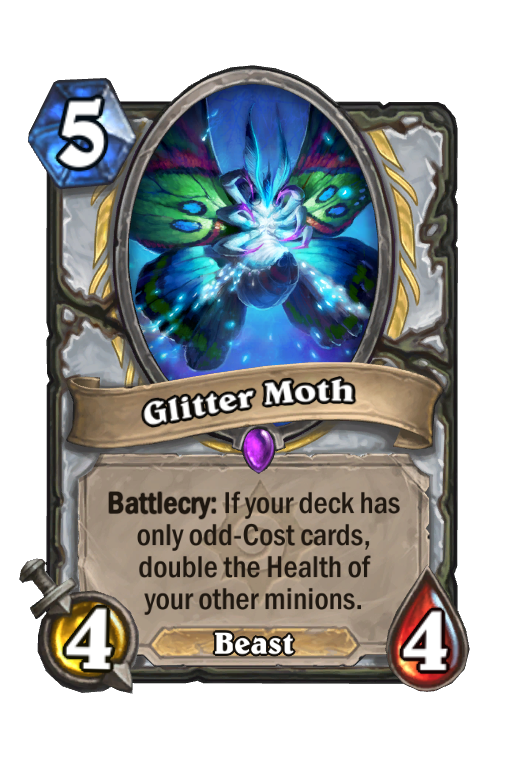 5
Glitter Moth
Battlecry: If your deck has
only odd-Cost cards,
double the Health of
your other minions.
4
Beast
4